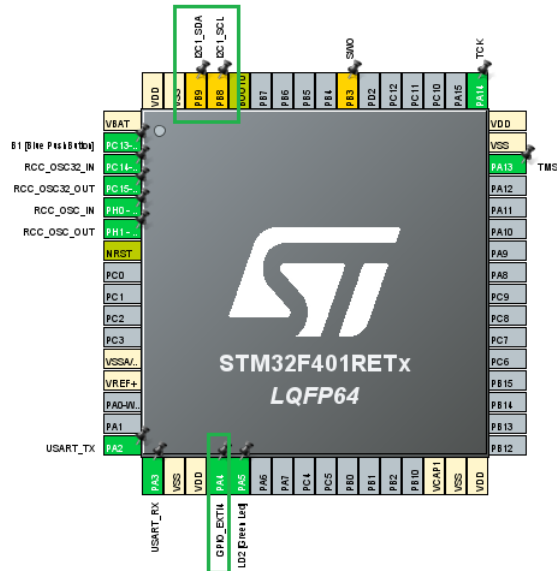 I2C1_SDA
I2C1_SCL
SWO
TCK
VDD
VSS
PB9
PB8
BOOT0
PB7
PB6
PB5
PB4
PB3
PD2
PC12
PC11
PC10
PA15
PA14
VBAT
B1 [Blue PushButton]
PC13-..
RCC_OSC32_IN
PC14-..
RCC_OSC32_OUT
PC15-..
RCC_OSC_IN
PH0-..
RCC_OSC_OUT
PH1-..
NRST
PC0
PC1
PC2
PC3
VSSA/..
VREF+
PA0-W..
PA1
USART_TX
PA2
VDD
VSS
PA13
TMS
PA12
PA11
PA10
PA9
PA8
PC9
PC8
PC7
PC6
PB15
PB14
PB13
PB12
STM32F401RETx
LQFP64
PA3
VSS
VDD
PA4
PA5
PA6
PA7
PC4
PC5
PB0
PB1
PB2
PB10
VCAP1
VSS
VDD
USART_RX
GPIO_EXTI4
LD2 [Green Led]